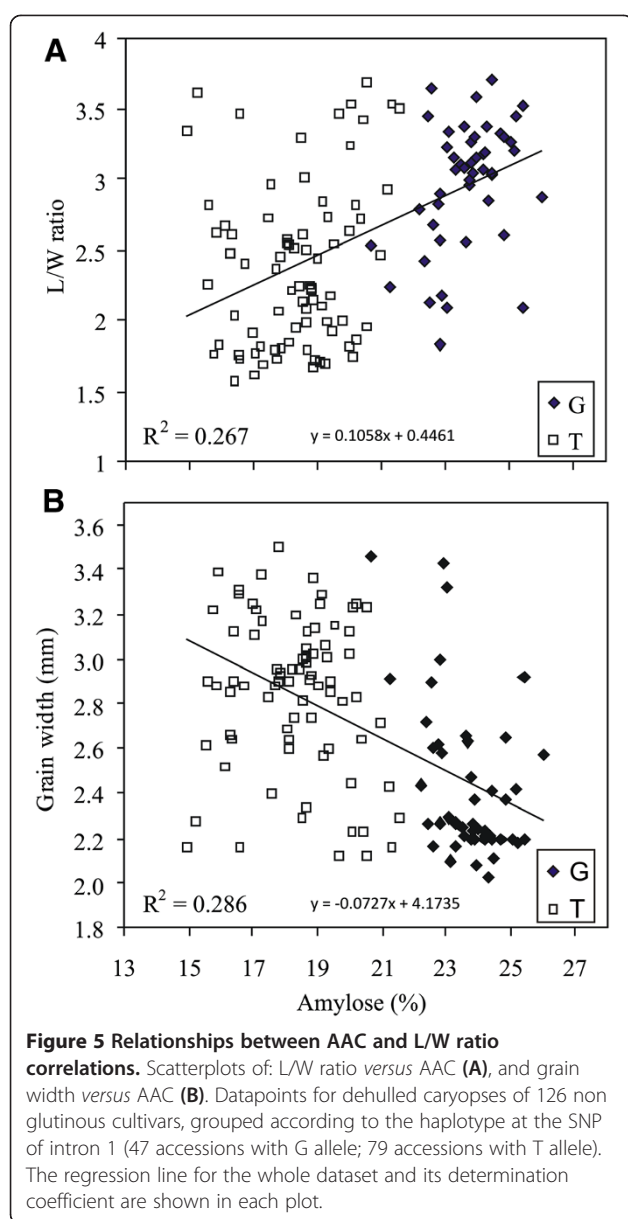 A
4
3.5
3
2.5
2
1.5
1
L/W ratio
R² = 0.267
y = 0.1058x + 0.4461
G
T
B
3.6
3.4
3.2
3.0
2.8
2.6
2.4
2.2
2.0
1.8
Grain width (mm)
R² = 0.286
y = -0.0727x + 4.1735
G
T
13 15 17 19 21 23 25 27
Amylose (%)
Figure 5 Relationships between AAC and L/W ratio
correlations. Scatterplots of: L/W ratio versus AAC (A), and grain
width versus AAC (B). Datapoints for dehulled caryopses of 126 non
glutinous cultivars, grouped according to the haplotype at the SNP
of intron 1 (47 accessions with G allele; 79 accessions with T allele).
The regression line for the whole dataset and its determination
coefficient are shown in each plot.